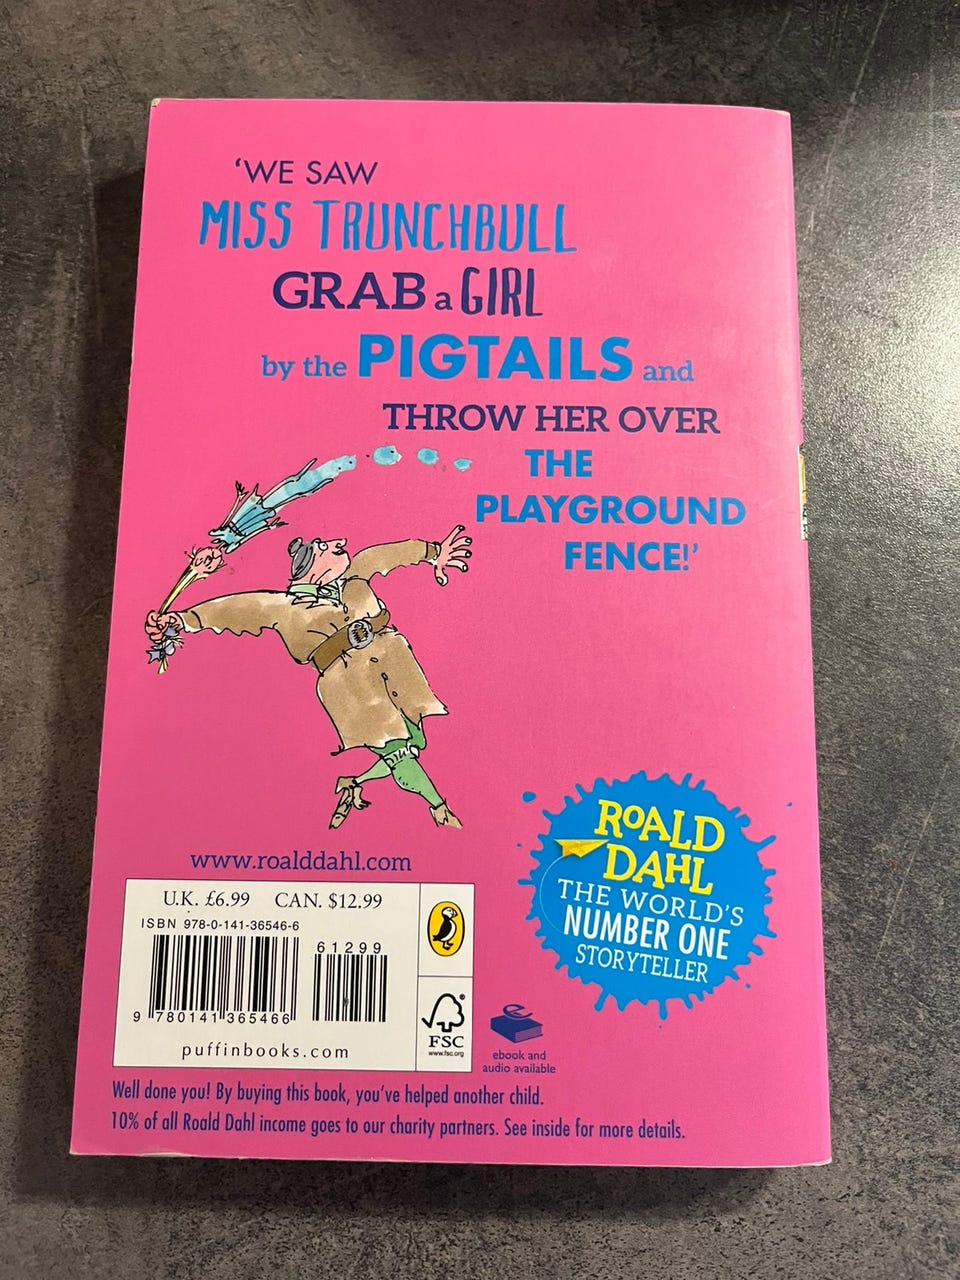 ‘WE SAW
MISS TRUNCHBULL
GRAB a GIRL
by the PIGTAILS and
THROW HER OVER
THE
PLAYGROUND
FENCE!’
www.roalddahl.com
U.K. £6.99 CAN. $12.99
ISBN 978-0-141-36546-6
61299
9 780141 365466
puffinbooks.com
FSC
www.fsc.org
ebook and
audio available
ROALD
DAHL
THE WORLD'S
NUMBER ONE
STORYTELLER
Well done you! By buying this book, you've helped another child.
10% of all Roald Dahl income goes to our charity partners. See inside for more details.